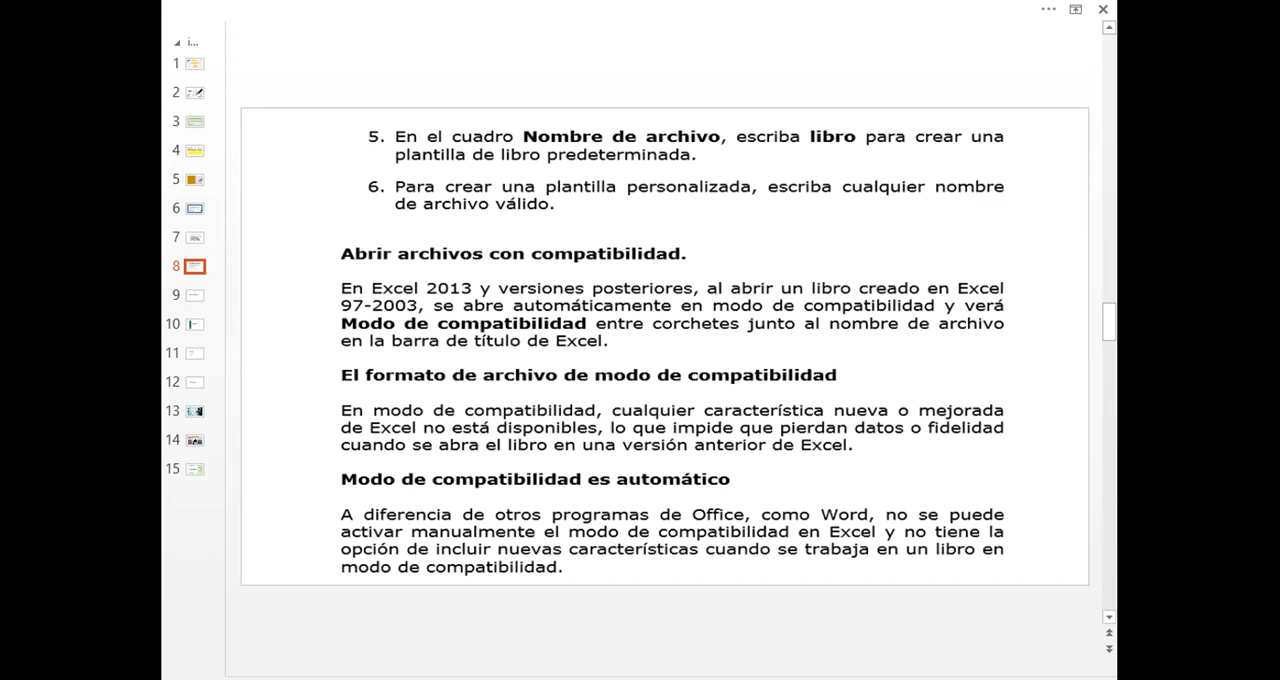 i...
1
2
3
4
5
6
7
8
9
10
11
12
13
14
15
5. En el cuadro Nombre de archivo, escriba libro para crear una
plantilla de libro predeterminada.
6. Para crear una plantilla personalizada, escriba cualquier nombre
de archivo válido.
Abrir archivos con compatibilidad.
En Excel 2013 y versiones posteriores, al abrir un libro creado en Excel
97-2003, se abre automáticamente en modo de compatibilidad y verá
Modo de compatibilidad entre corchetes junto al nombre de archivo
en la barra de título de Excel.
El formato de archivo de modo de compatibilidad
En modo de compatibilidad, cualquier característica nueva o mejorada
de Excel no está disponibles, lo que impide que pierdan datos o fidelidad
cuando se abra el libro en una versión anterior de Excel.
Modo de compatibilidad es automático
A diferencia de otros programas de Office, como Word, no se puede
activar manualmente el modo de compatibilidad en Excel y no tiene la
opción de incluir nuevas características cuando se trabaja en un libro en
modo de compatibilidad.